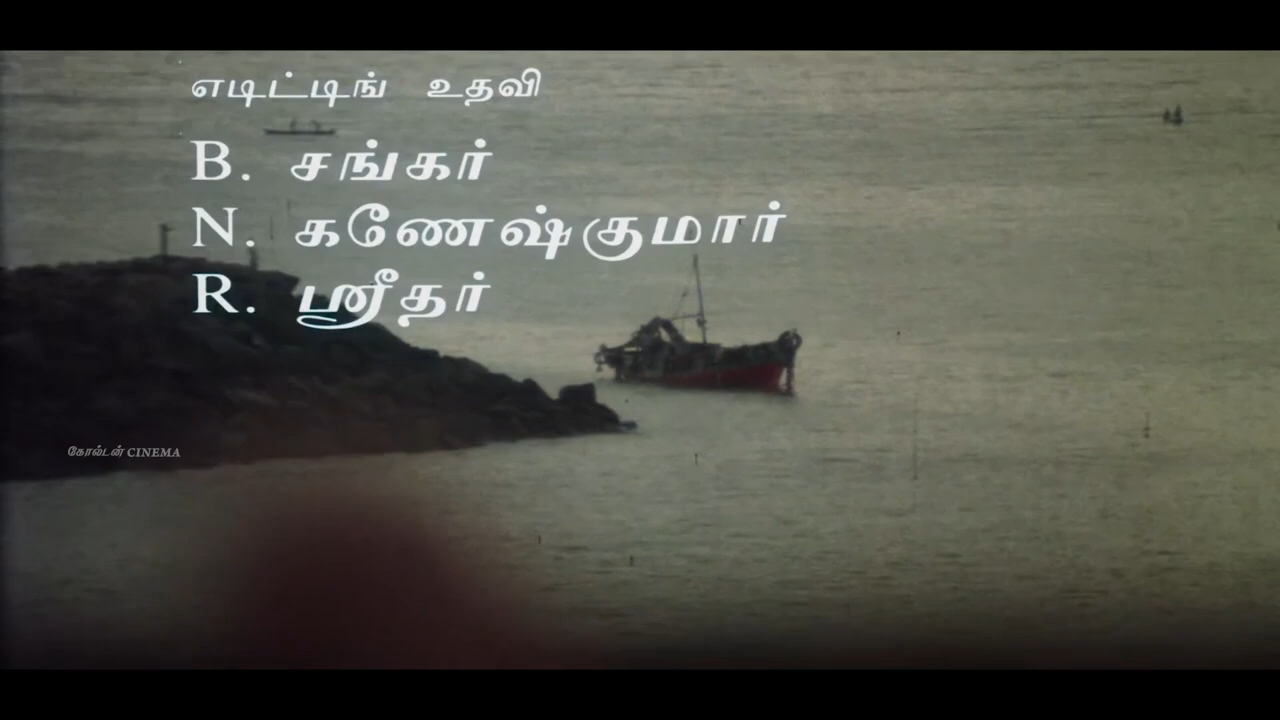 எடிட்டிங் உதவி
B. சங்கர்
N. கணேஷ்குமார்
R. ஸ்ரீதர்
கோல்டன் CINEMA